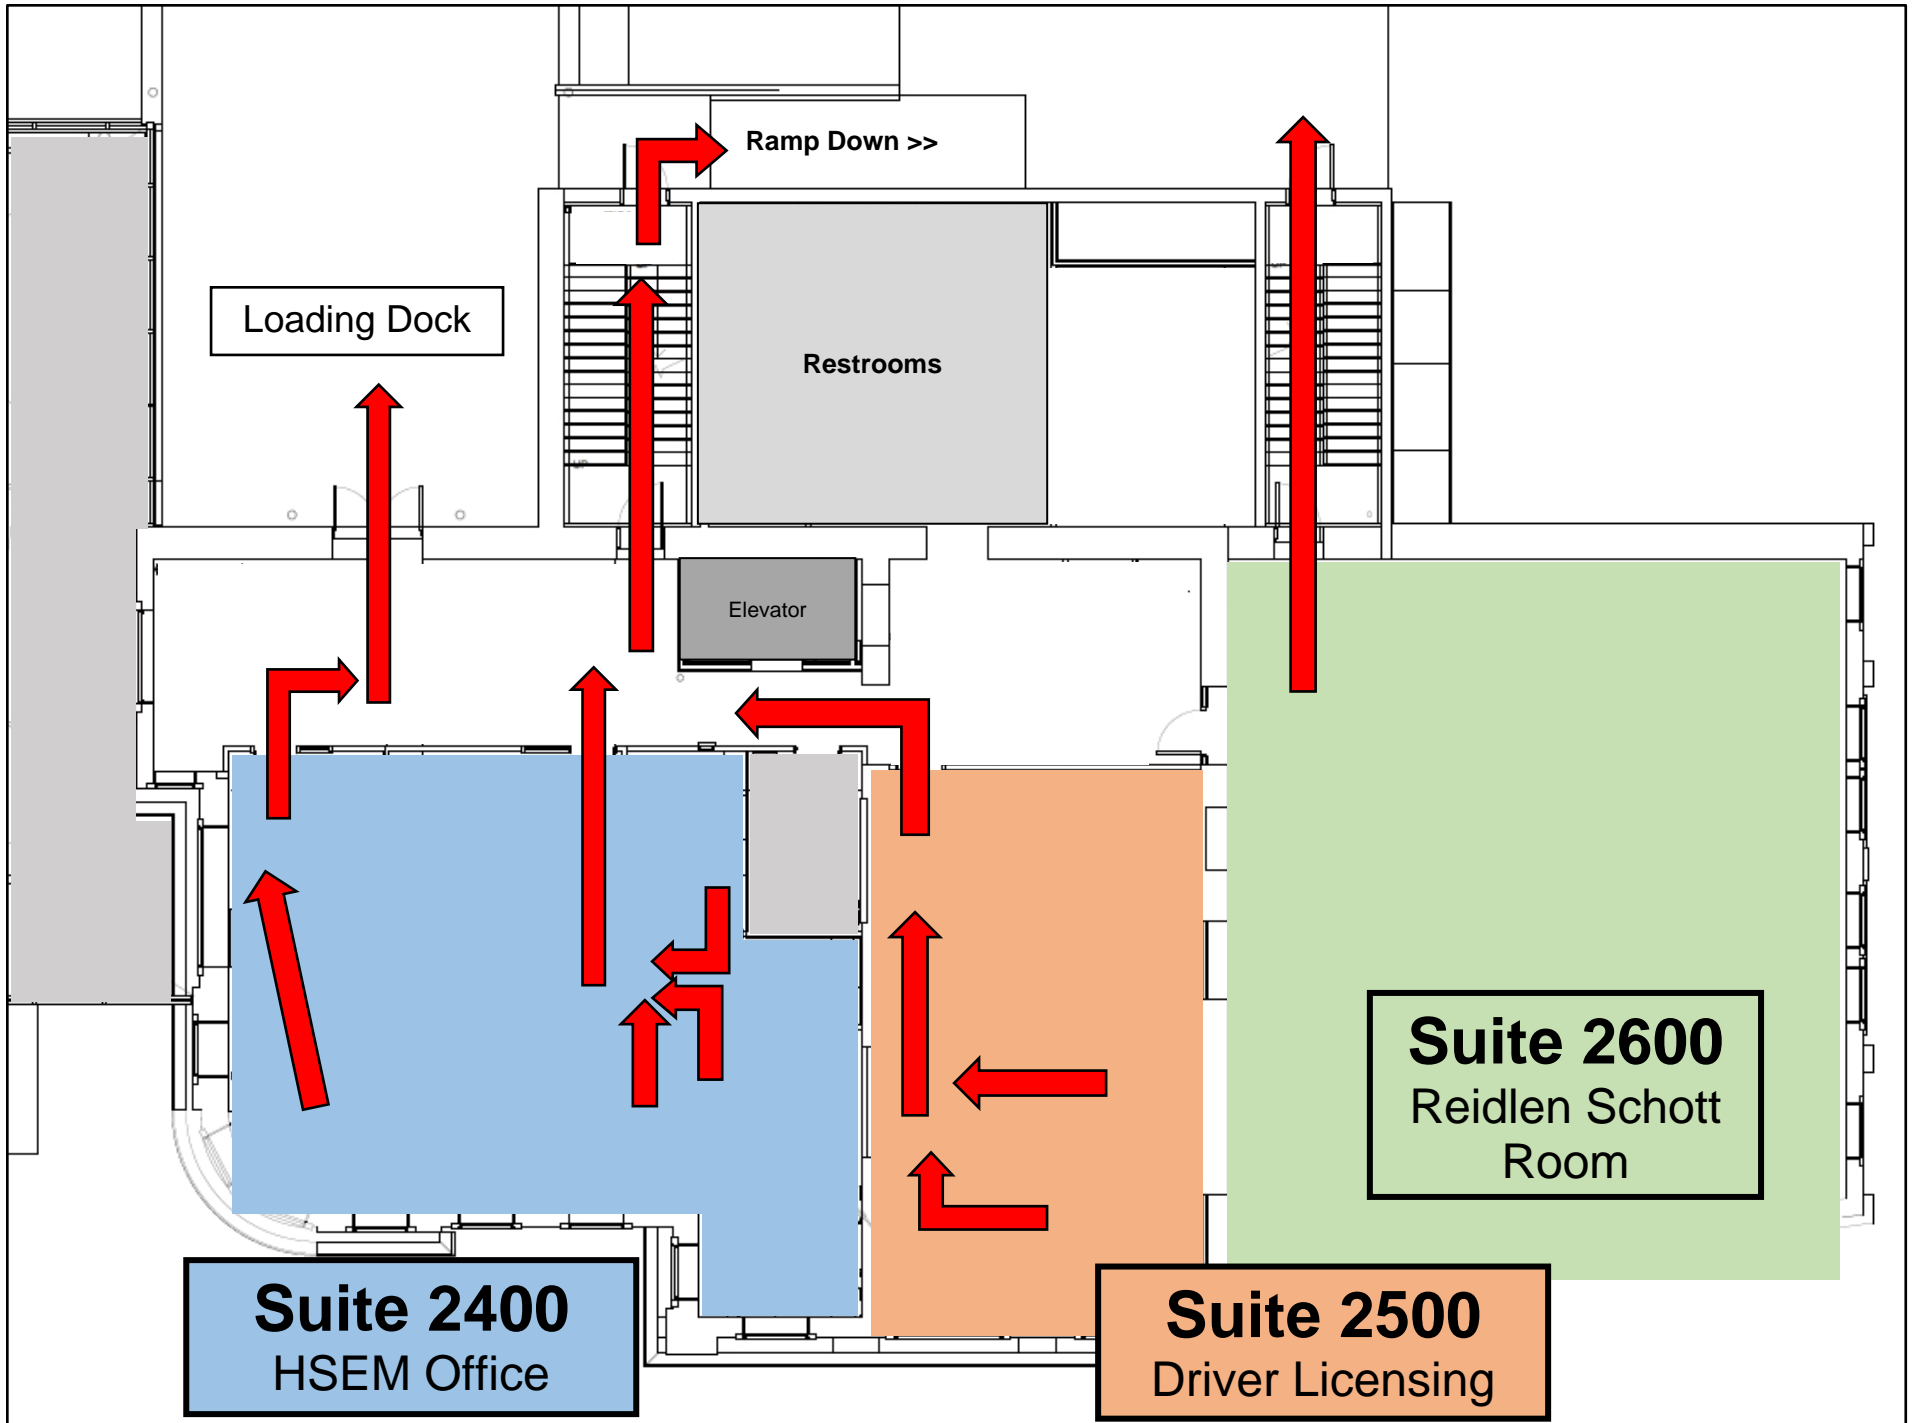 Ramp Down >>
Loading Dock
Restrooms
UP
Elevator
Suite 2600
Reidlen Schott
Room
Suite 2400
HSEM Office
Suite 2500
Driver Licensing